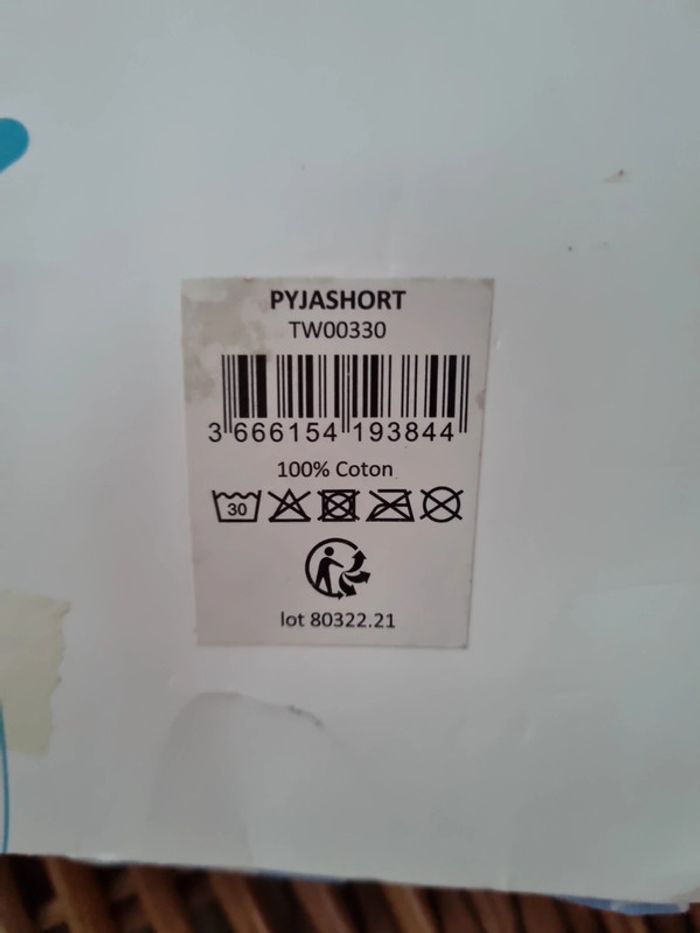 PYJASHORT
TW00330
3 666154 193844
100% Coton
30
lot 80322.21